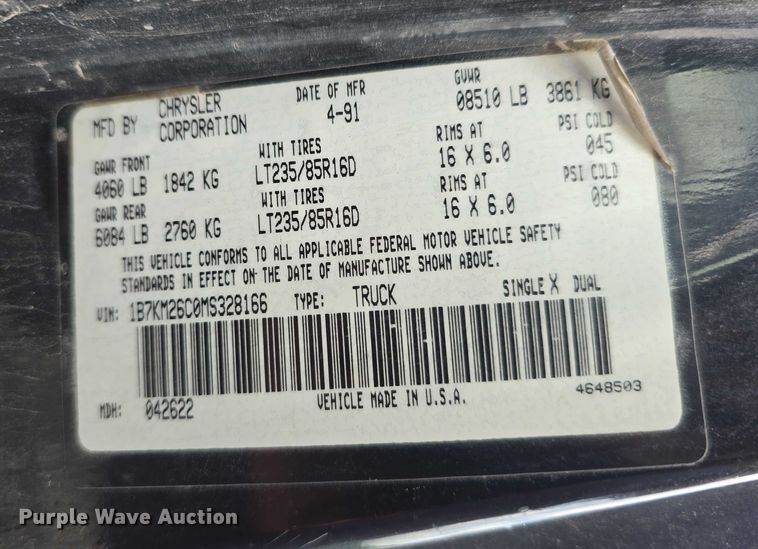 MFD BY CHRYSLER CORPORATION DATE OF MFR 4-91 GVWR 08510 LB 3861 KG
GAWR FRONT WITH TIRES RIMS AT PSI COLD
4060 LB 1842 KG LT235/85R16D 16 X 6.0 045
GAWR REAR WITH TIRES RIMS AT PSI COLD
6084 LB 2760 KG LT235/85R16D 16 X 6.0 080
THIS VEHICLE CONFORMS TO ALL APPLICABLE FEDERAL MOTOR VEHICLE SAFETY
STANDARDS IN EFFECT ON THE DATE OF MANUFACTURE SHOWN ABOVE.
VIN: 1B7KM26C0MS328166 TYPE: TRUCK SINGLE X DUAL
MDH: 042622 VEHICLE MADE IN U.S.A. 4648503
Purple Wave Auction